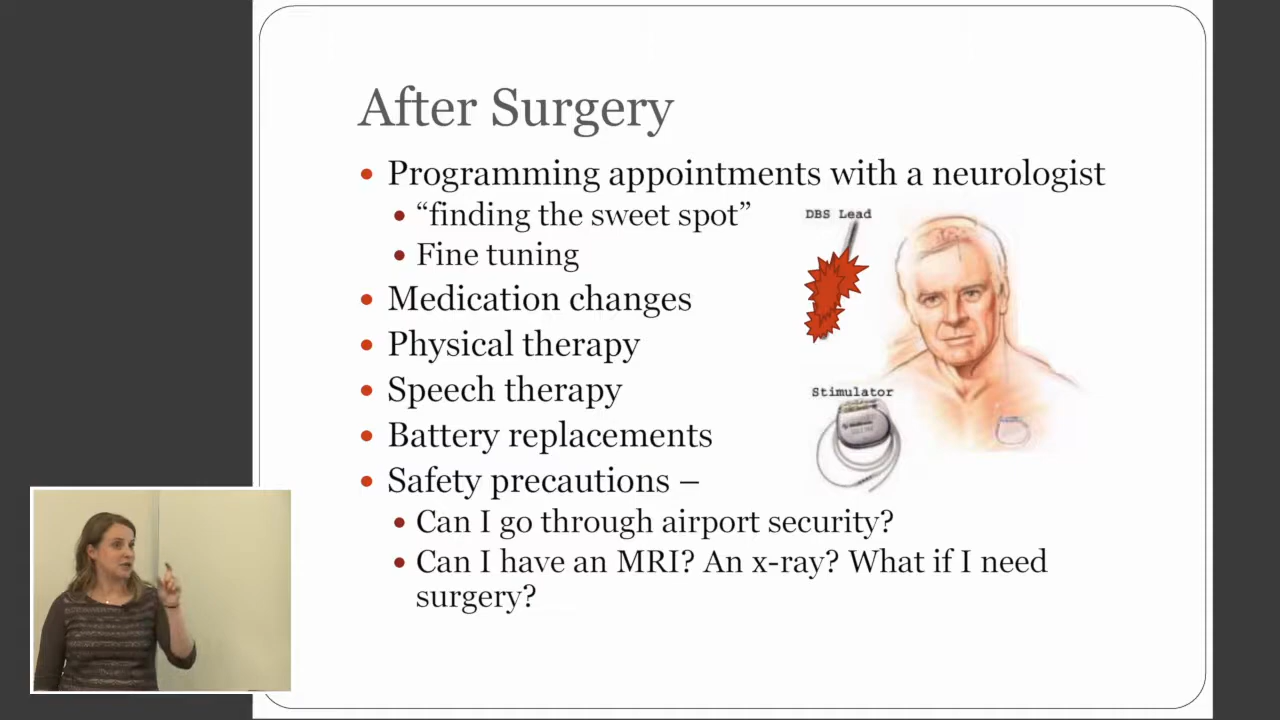 After Surgery
• Programming appointments with a neurologist
• “finding the sweet spot”
• Fine tuning
• Medication changes
• Physical therapy
• Speech therapy
• Battery replacements
• Safety precautions –
• Can I go through airport security?
• Can I have an MRI? An x-ray? What if I need
surgery?
DBS Lead
Stimulator